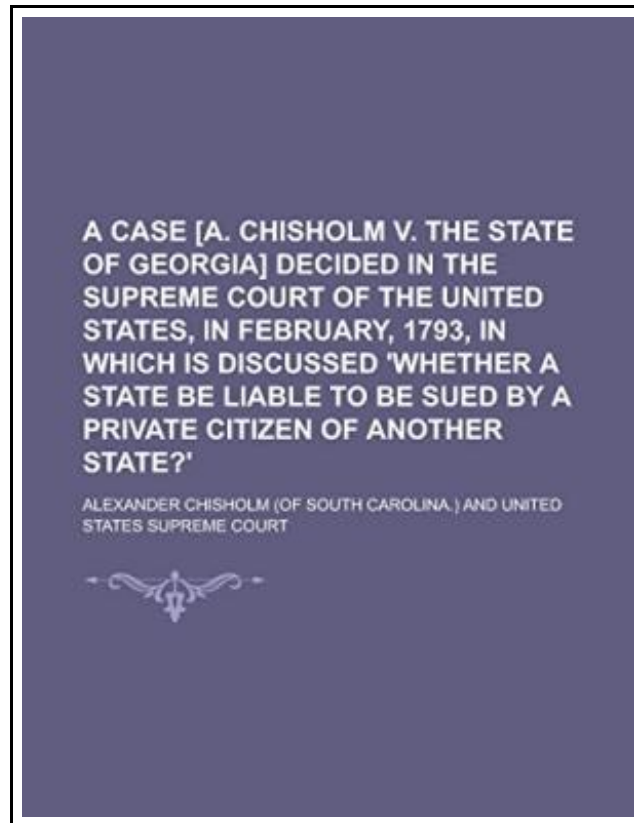 A CASE [A. CHISHOLM V. THE STATE
OF GEORGIA] DECIDED IN THE
SUPREME COURT OF THE UNITED
STATES, IN FEBRUARY, 1793, IN
WHICH IS DISCUSSED 'WHETHER A
STATE BE LIABLE TO BE SUED BY A
PRIVATE CITIZEN OF ANOTHER
STATE?'
ALEXANDER CHISHOLM (OF SOUTH CAROLINA.) AND UNITED
STATES SUPREME COURT